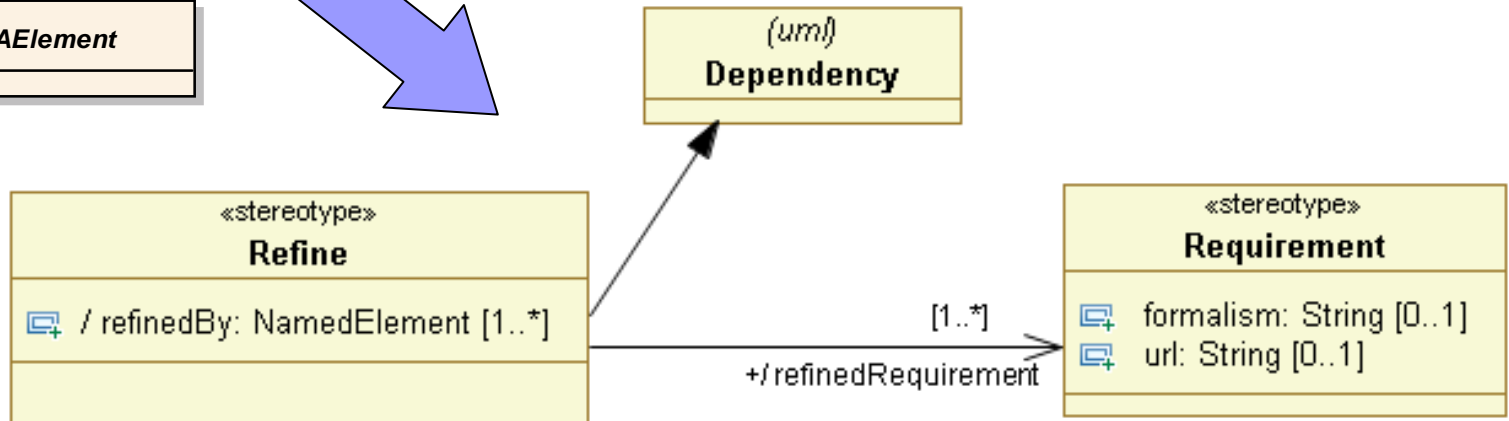 AElement
(uml)
Dependency
«stereotype»
Refine
/ refinedBy: NamedElement [1..*]
[1..*]
+/ refinedRequirement
«stereotype»
Requirement
formalism: String [0..1]
url: String [0..1]